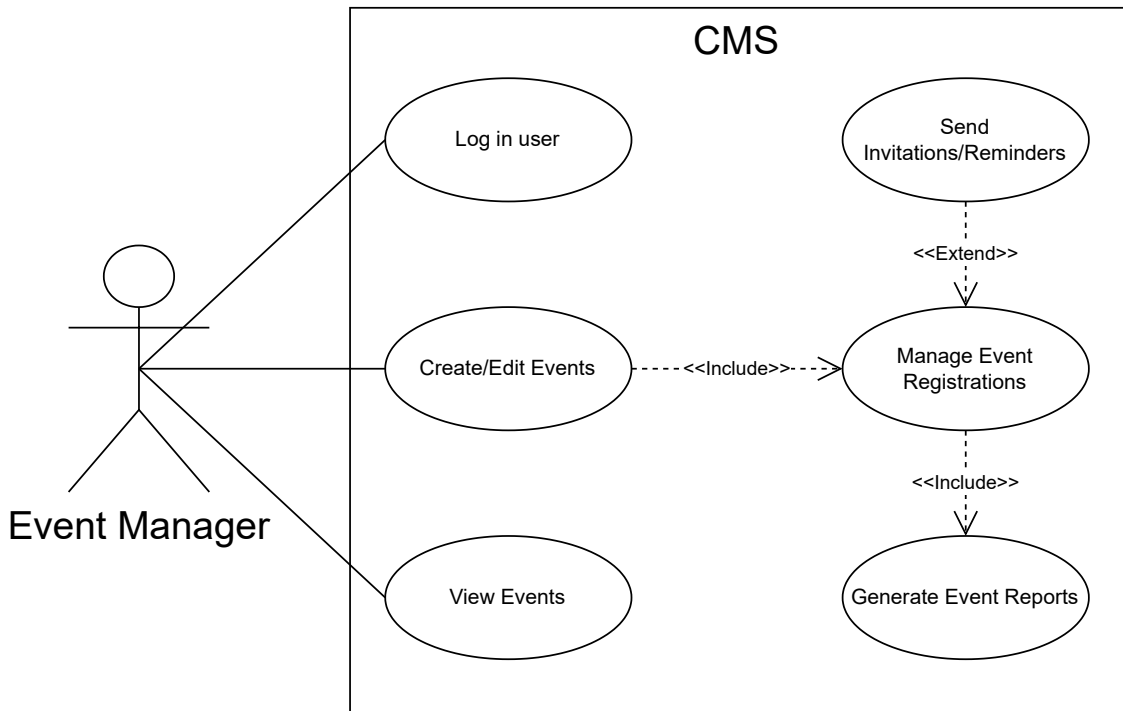 CMS
Log in user
Send
Invitations/Reminders
<<Extend>>
Create/Edit Events
<<Include>>
Manage Event
Registrations
<<Include>>
Event Manager
View Events
Generate Event Reports